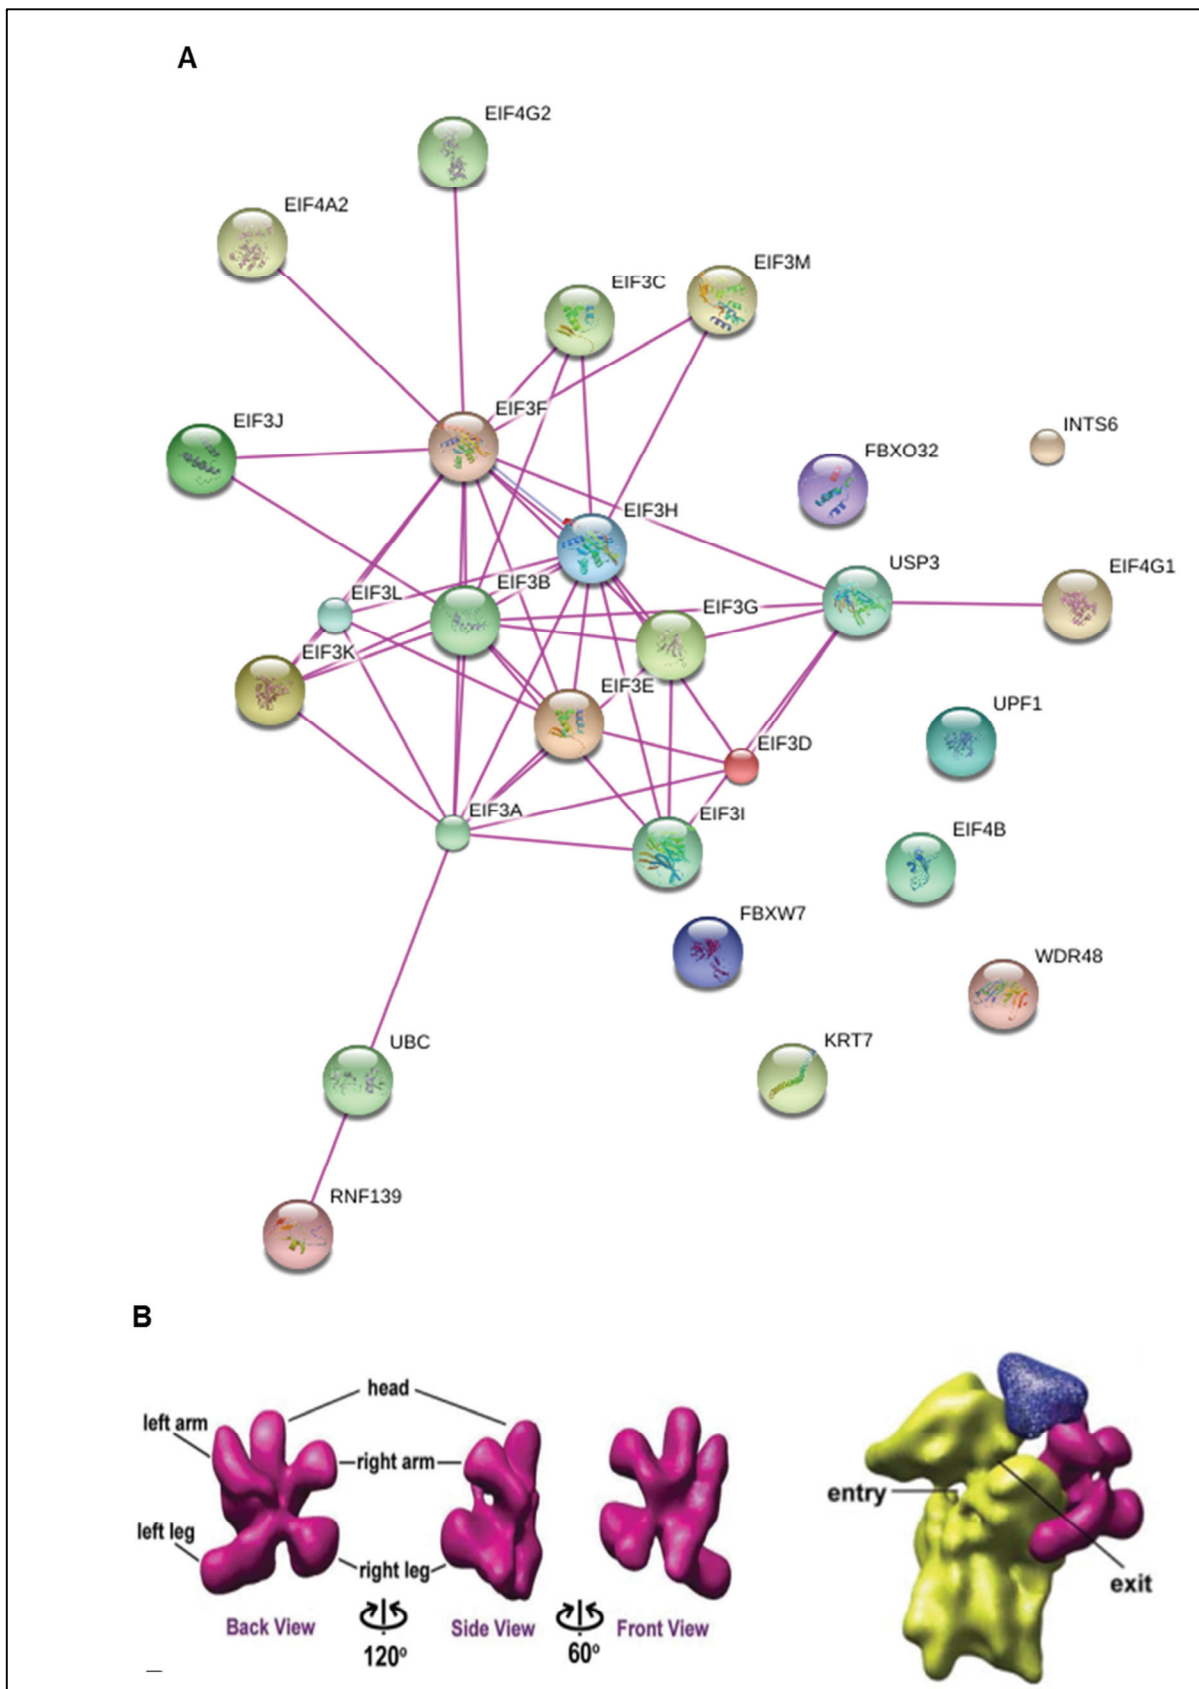 A
EIF4G2
EIF4A2
EIF3M
EIF3C
EIF3F
EIF3J
INTS6
FBXO32
EIF3H
USP3
EIF4G1
EIF3B
EIF3L
EIF3G
EIF3K
EIF3E
UPF1
EIF3D
EIF3A
EIF3I
EIF4B
FBXW7
WDR48
KRT7
UBC
RNF139
B
head
left arm
right arm
entry
left leg
right leg
exit
Back View
120º
Side View
60º
Front View